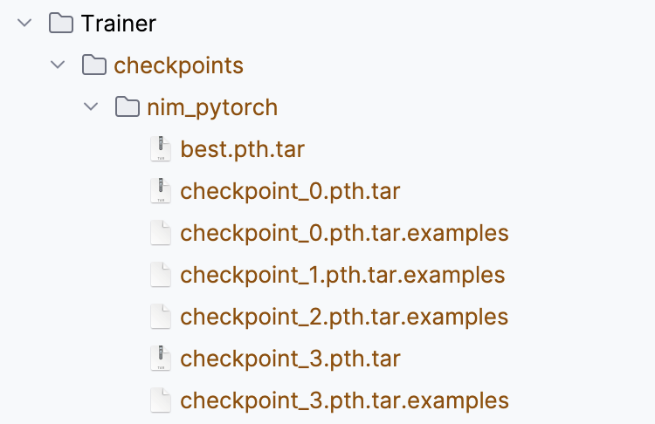 Trainer
checkpoints
nim_pytorch
best.pth.tar
checkpoint_0.pth.tar
checkpoint_0.pth.tar.examples
checkpoint_1.pth.tar.examples
checkpoint_2.pth.tar.examples
checkpoint_3.pth.tar
checkpoint_3.pth.tar.examples